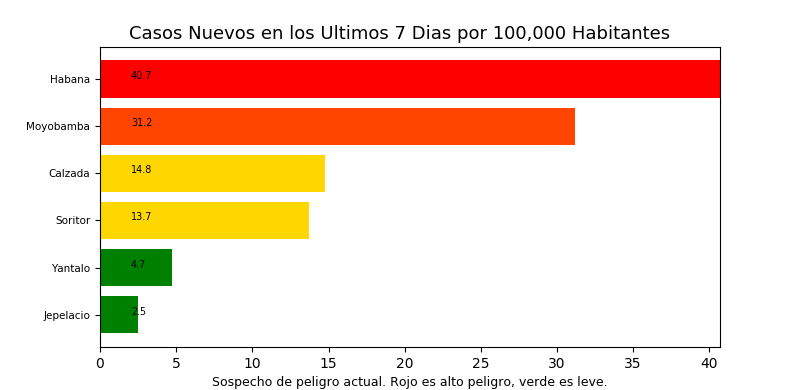 Casos Nuevos en los Ultimos 7 Dias por 100,000 Habitantes
Habana 40.7
Moyobamba 31.2
Calzada 14.8
Soritor 13.7
Yantalo 4.7
Jepelacio 2.5
0 5 10 15 20 25 30 35 40
Sospecho de peligro actual. Rojo es alto peligro, verde es leve.